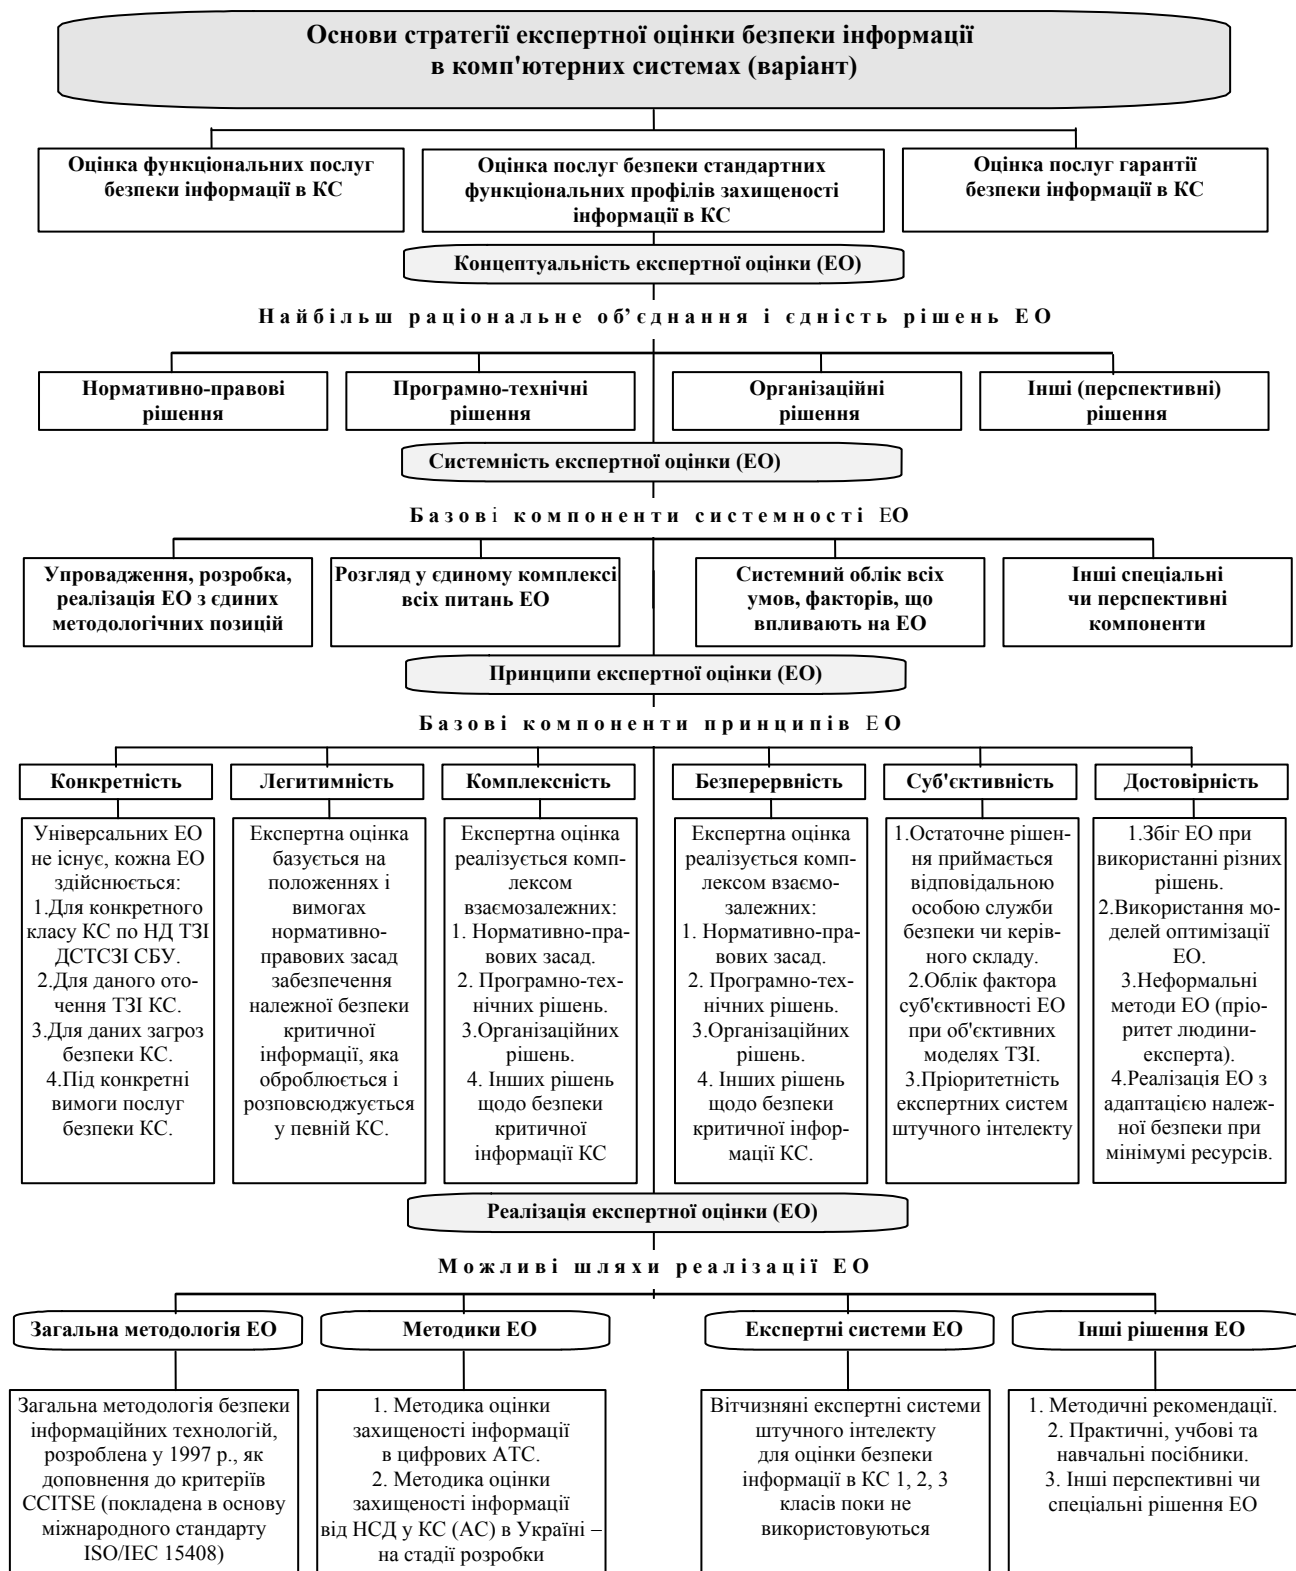 Основи стратегії експертної оцінки безпеки інформації
в комп'ютерних системах (варіант)
Оцінка функціональних послуг
безпеки інформації в КС
Оцінка послуг безпеки стандартних
функціональних профілів захищеності
інформації в КС
Оцінка послуг гарантії
безпеки інформації в КС
Концептуальність експертної оцінки (ЕО)
Найбільш раціональне об’єднання і єдність рішень ЕО
Нормативно-правові
рішення
Програмно-технічні
рішення
Організаційні
рішення
Інші (перспективні)
рішення
Системність експертної оцінки (ЕО)
Базові компоненти системності ЕО
Упровадження, розробка,
реалізація ЕО з єдиних
методологічних позицій
Розгляд у єдиному комплексі
всіх питань ЕО
Системний облік всіх
умов, факторів, що
впливають на ЕО
Інші спеціальні
чи перспективні
компоненти
Принципи експертної оцінки (ЕО)
Базові компоненти принципів ЕО
Конкретність
Універсальних ЕО
не існує, кожна ЕО
здійснюється:
1.Для конкретного
класу КС по НД ТЗІ
ДСТСЗІ СБУ.
2.Для даного ото-
чення ТЗІ КС.
3.Для даних загроз
безпеки КС.
4.Під конкретні
вимоги послуг
безпеки КС.
Легитимність
Експертна оцінка
базується на
положеннях і
вимогах
нормативно-
правових засад
забезпечення
належної безпеки
критичної
інформації, яка
оброблюється і
розповсюджується
у певній КС.
Комплексність
Експертна оцінка
реалізується комп-
лексом
взаємозалежних:
1. Нормативно-пра-
вових засад.
2. Програмно-тех-
нічних рішень.
3.Організаційних
рішень.
4. Інших рішень
щодо безпеки
критичної
інформації КС
Безперервність
Експертна оцінка
реалізується комп-
лексом взаємо-
залежних:
1. Нормативно-пра-
вових засад.
2. Програмно-тех-
нічних рішень.
3.Організаційних
рішень.
4. Інших рішень
щодо безпеки
критичної інфор-
мації КС.
Суб'єктивність
1.Остаточне рішен-
ня приймається
відповідальною
особою служби
безпеки чи керів-
ного складу.
2.Облік фактора
суб'єктивності ЕО
при об'єктивних
моделях ТЗІ.
3.Пріоритетність
експертних систем
штучного інтелекту
Достовірність
1.Збіг ЕО при
використанні різних
рішень.
2.Використання мо-
делей оптимізації
ЕО.
3.Неформальні
методи ЕО (прі-
оритет людини-
експерта).
4.Реалізація ЕО з
адаптацією належ-
ної безпеки при
мінімумі ресурсів.
Реалізація експертної оцінки (ЕО)
Можливі шляхи реалізації ЕО
Загальна методологія ЕО
Загальна методологія безпеки
інформаційних технологій,
розроблена у 1997 р., як
доповнення до критеріїв
CCITSE (покладена в основу
міжнародного стандарту
ISO/IEC 15408)
Методики ЕО
1. Методика оцінки
захищеності інформації
в цифрових АТС.
2. Методика оцінки
захищеності інформації
від НСД у КС (АС) в Україні –
на стадії розробки
Експертні системи ЕО
Вітчизняні експертні системи
штучного інтелекту
для оцінки безпеки
інформації в КС 1, 2, 3
класів поки не
використовуються
Інші рішення ЕО
1. Методичні рекомендації.
2. Практичні, учбові та
навчальні посібники.
3. Інші перспективні чи
спеціальні рішення ЕО